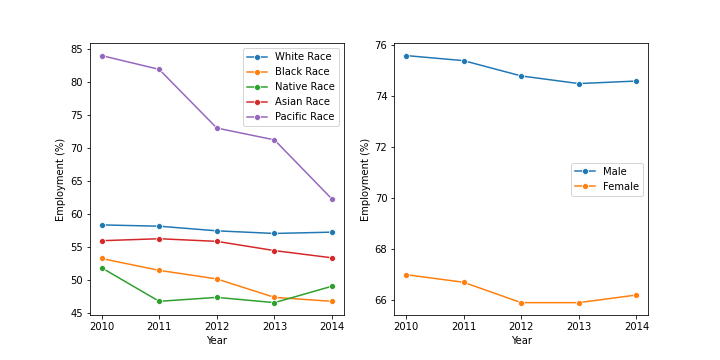 85
80
75
70
65
60
55
50
45
Employment (%)
2010 2011 2012 2013 2014
Year
White Race
Black Race
Native Race
Asian Race
Pacific Race
76
74
72
70
68
66
Employment (%)
2010 2011 2012 2013 2014
Year
Male
Female